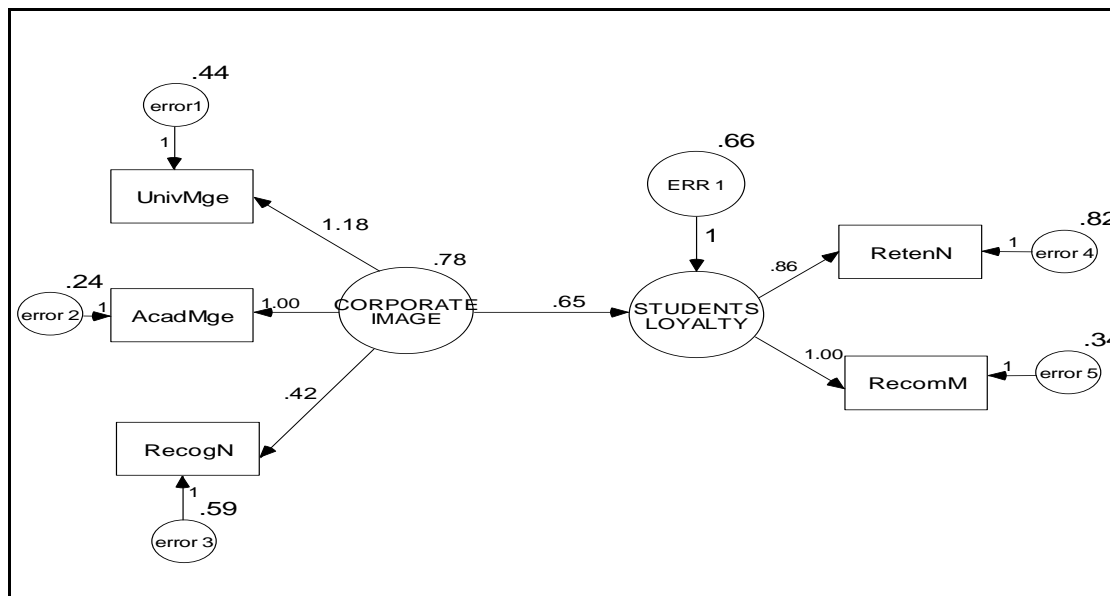 .44
error1
1
UnivMge
1.18
.24
error 2
1
AcadMge
1.00
.78
CORPORATE
IMAGE
.42
RecogN
1
.59
error 3
.65
.66
ERR 1
1
STUDENTS
LOYALTY
.86
RetenN
1
.82
error 4
1.00
RecomM
1
.34
error 5